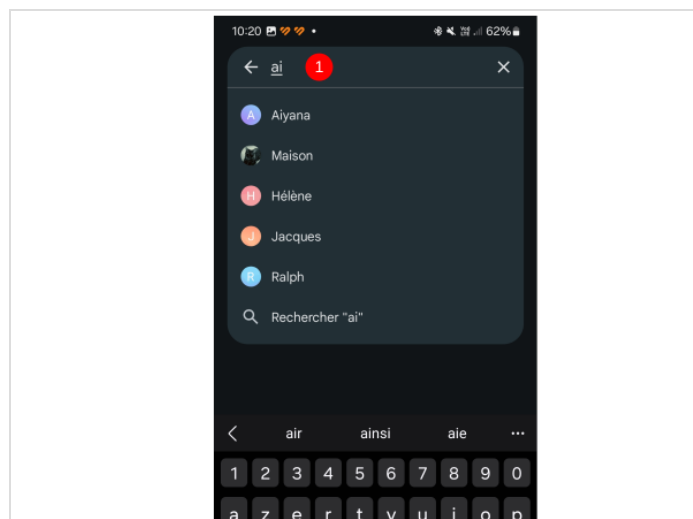 10:20 62%
ai 1
A Aiyana
Maison
H Hélène
J Jacques
R Ralph
Rechercher "ai"
air ainsi aie ...
1 2 3 4 5 6 7 8 9 0
a z e r t y u i o p